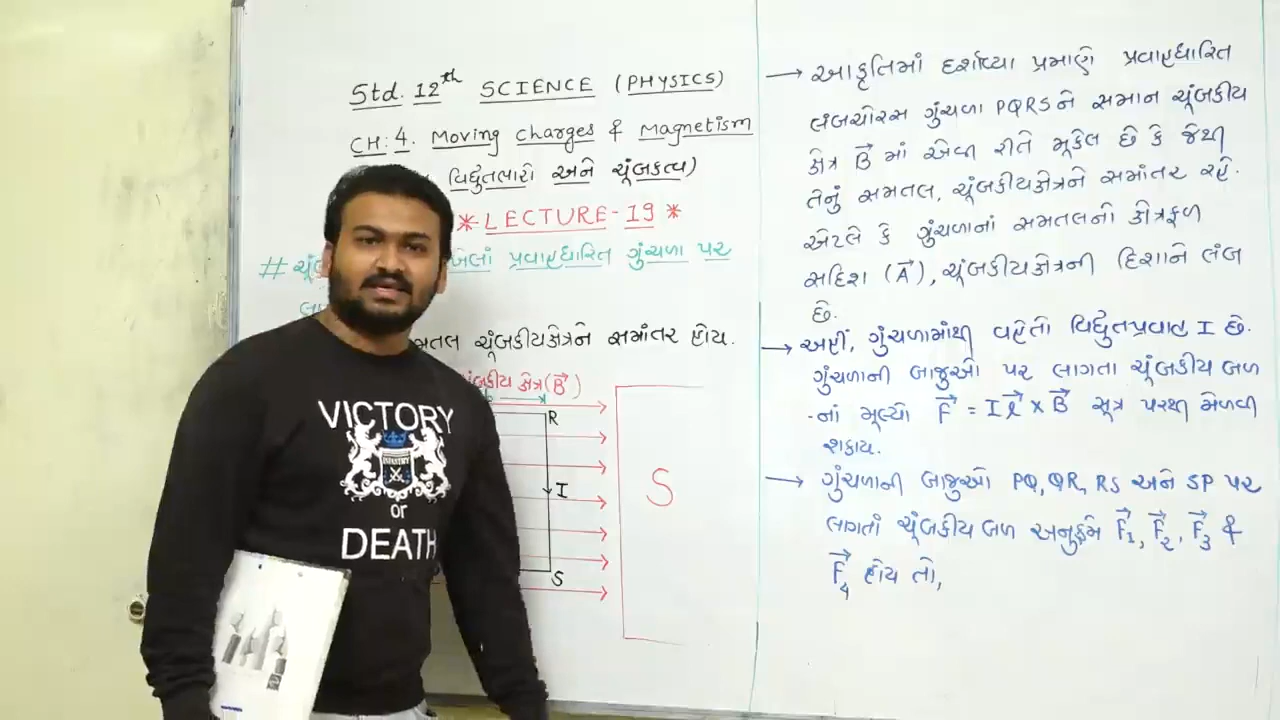 Std. 12th SCIENCE (PHYSICS)
CH: 4. Moving charges & Magnetism
વિદ્યુતભારો અને ચૂંબકત્વ)
* LECTURE-19 *
# પ્રવાહધારિત ગુંચળા પર
ચૂંબકીયક્ષેત્રને સમાંતર હોય.
ક્ષેત્ર(B⃗)
R
I
S
S
VICTORY
or
DEATH
→ આકૃતિમાં દર્શાવ્યા પ્રમાણે પ્રવાહધારિત
લંબચોરસ ગુંચળા PQRS ને સમાન ચૂંબકીય
ક્ષેત્ર B⃗ માં એવી રીતે મૂકેલ છે કે જેથી
તેનું સમતલ, ચૂંબકીયક્ષેત્રને સમાંતર રહે.
એટલે કે ગુંચળાનાં સમતલનો ક્ષેત્રફળ
સદિશ (A⃗), ચૂંબકીયક્ષેત્રની દિશાને લંબ
છે.
→ અહીં, ગુંચળામાંથી વહેતો વિદ્યુતપ્રવાહ I છે.
ગુંચળાની બાજુઓ પર લાગતા ચૂંબકીય બળ
-નાં મૂલ્યો F⃗ = I l⃗ × B⃗ સૂત્ર પરથી મેળવી
શકાય.
→ ગુંચળાની બાજુઓ PQ, QR, RS અને SP પર
લાગતાં ચૂંબકીય બળ અનુક્રમે F⃗₁, F⃗₂, F⃗₃ &
F⃗₄ હોય તો,